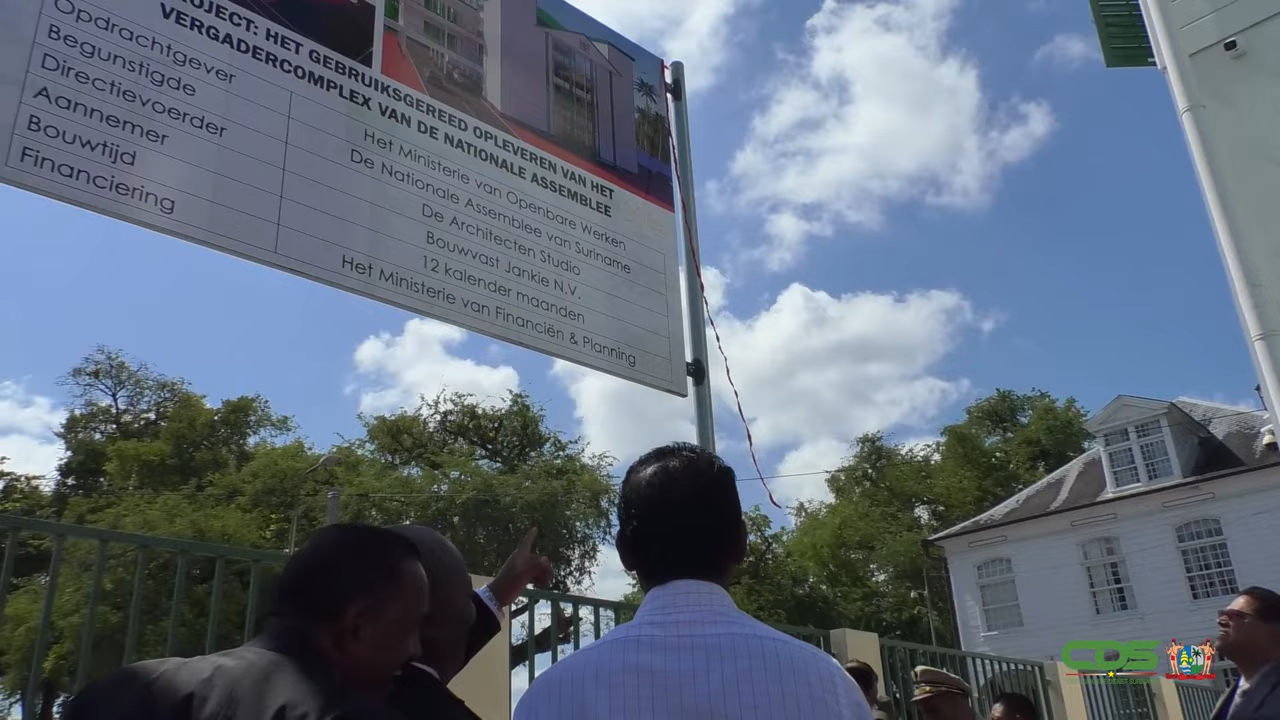 PROJECT: HET GEBRUIKSGEREED OPLEVEREN VAN HET
VERGADERCOMPLEX VAN DE NATIONALE ASSEMBLEE
Opdrachtgever Het Ministerie van Openbare Werken
Begunstigde De Nationale Assemblee van Suriname
Directievoerder De Architecten Studio
Aannemer Bouwvast Jankie N.V.
Bouwtijd 12 kalender maanden
Financiering Het Ministerie van Financiën & Planning
CDS